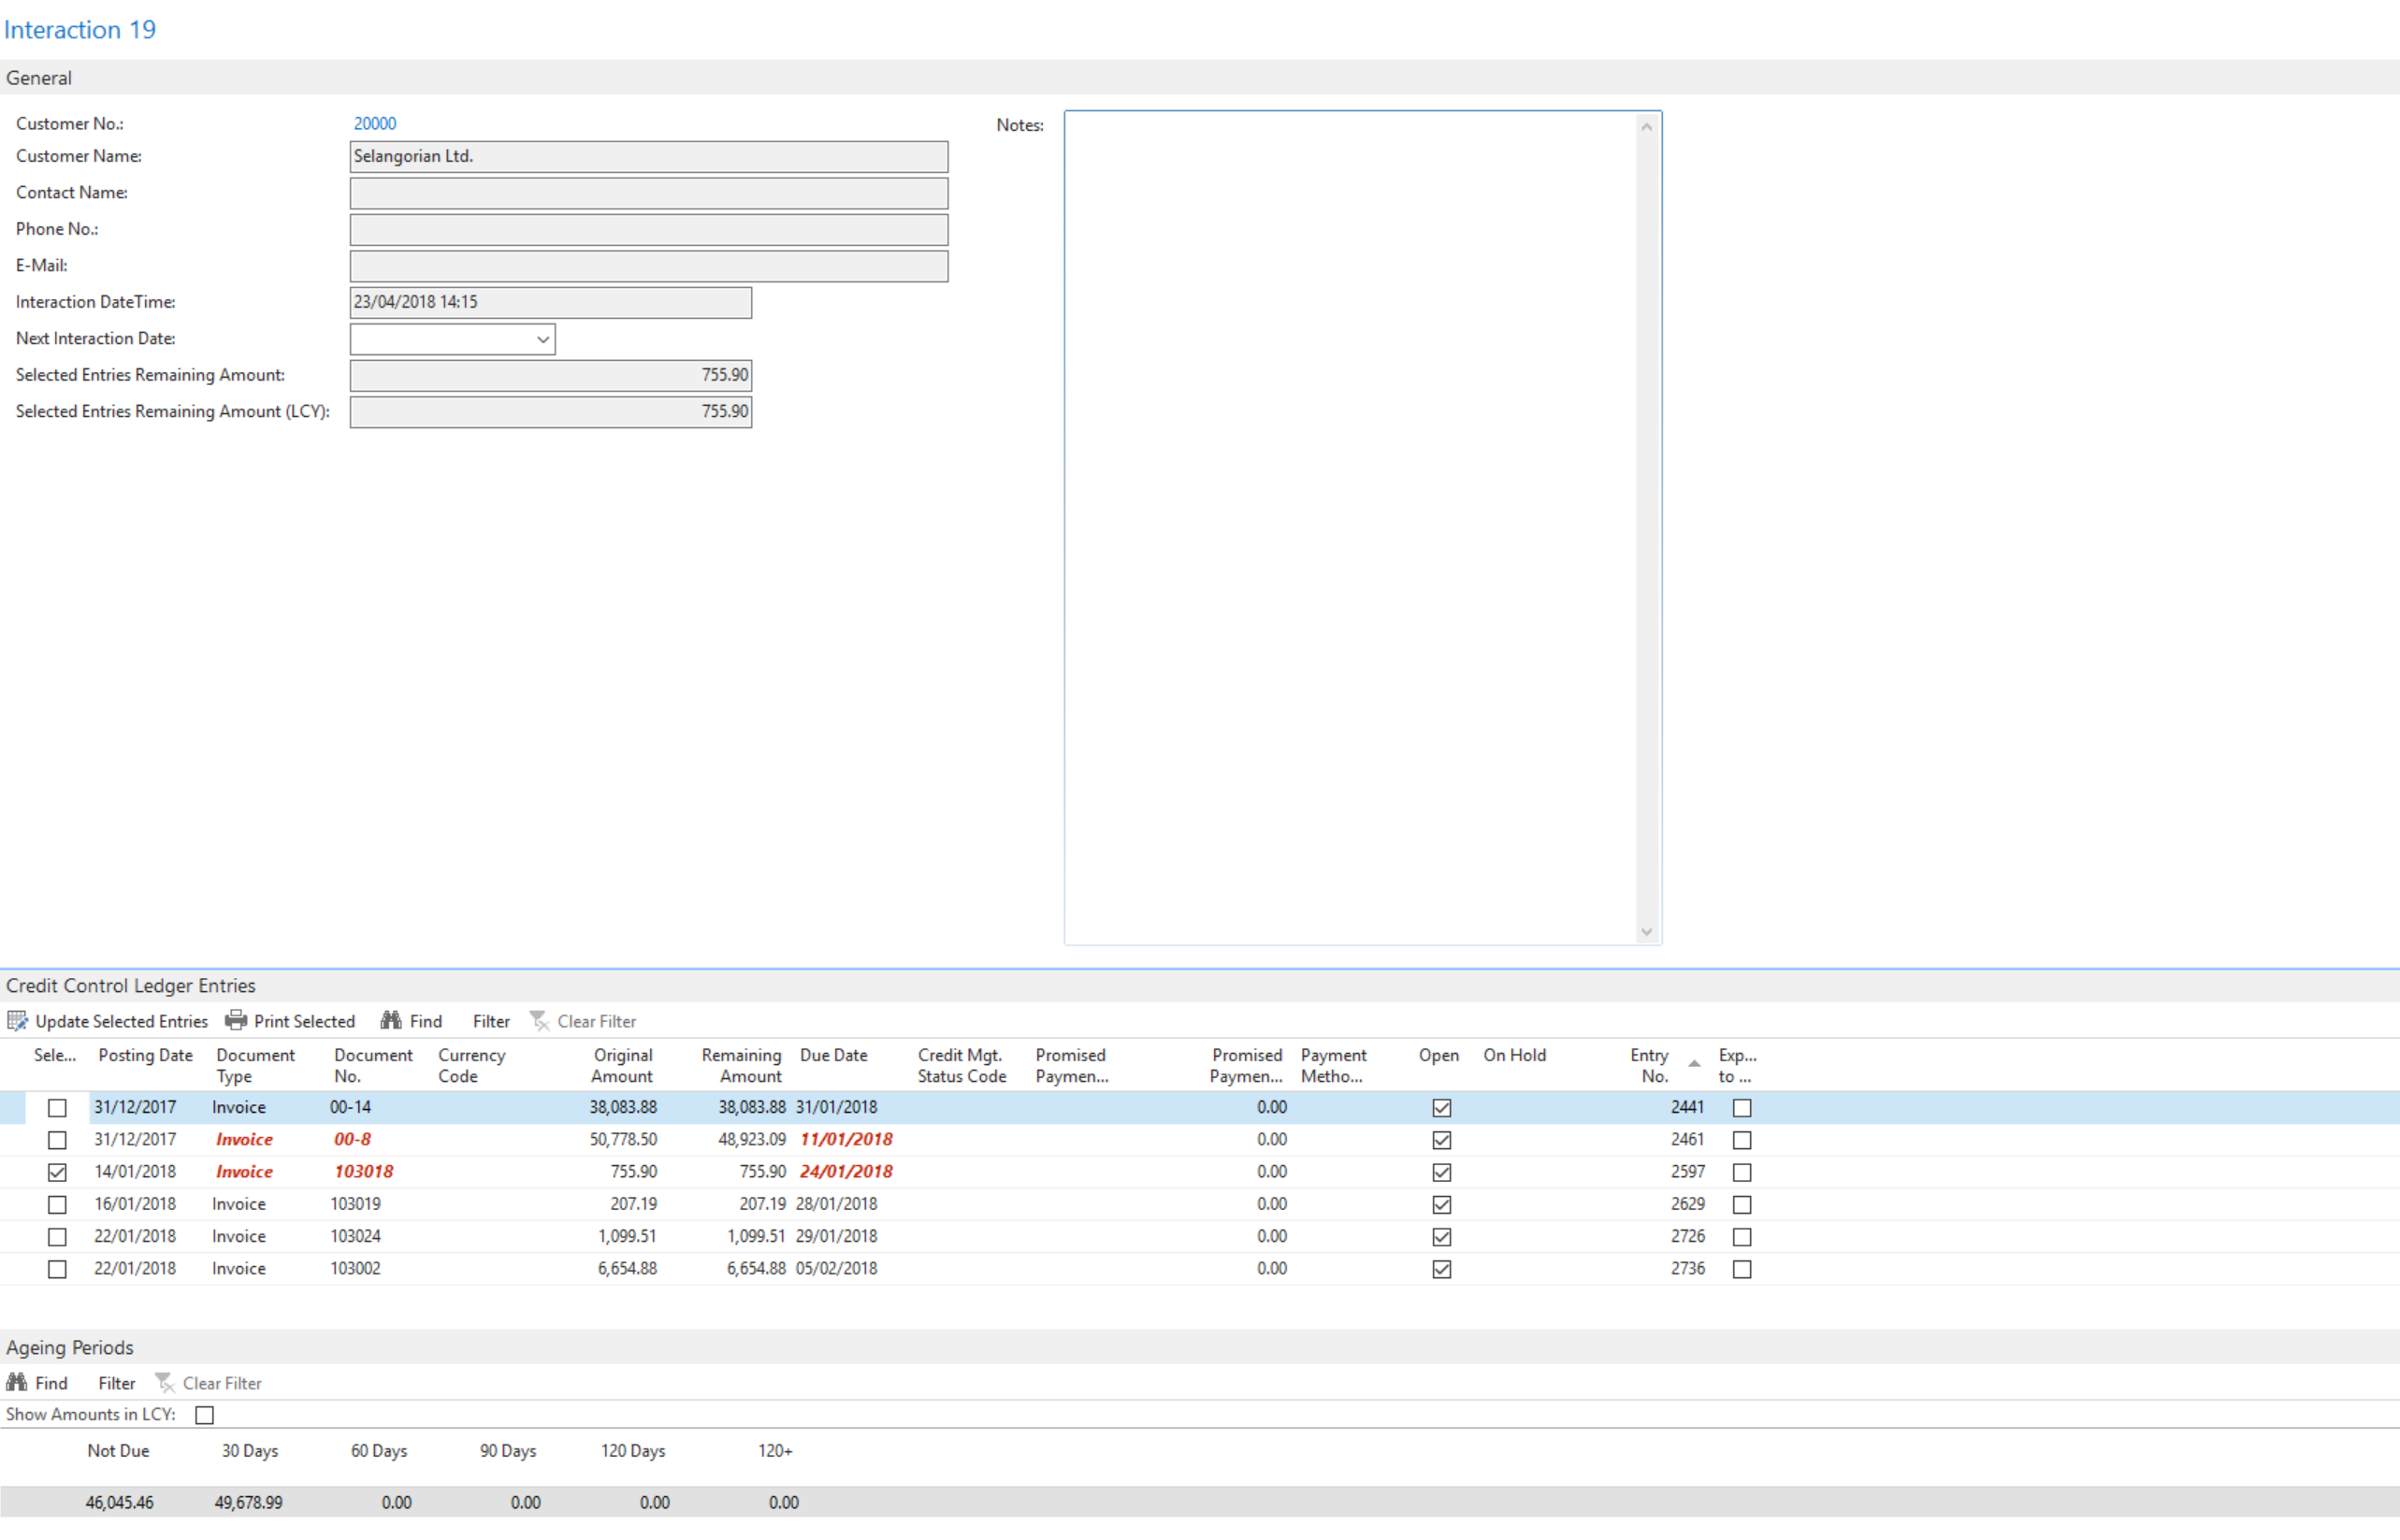 Interaction 19
General
Customer No.: 20000
Customer Name: Selangorian Ltd.
Contact Name:
Phone No.:
E-Mail:
Interaction DateTime: 23/04/2018 14:15
Next Interaction Date:
Selected Entries Remaining Amount: 755.90
Selected Entries Remaining Amount (LCY): 755.90
Notes:
Credit Control Ledger Entries
Update Selected Entries Print Selected Find Filter Clear Filter
Sele... Posting Date Document Type Document No. Currency Code Original Amount Remaining Amount Due Date Credit Mgt. Status Code Promised Paymen... Promised Paymen... Payment Metho... Open On Hold Entry No. Exp... to ...
31/12/2017 Invoice 00-14 38,083.88 38,083.88 31/01/2018 0.00 2441
31/12/2017 Invoice 00-8 50,778.50 48,923.09 11/01/2018 0.00 2461
14/01/2018 Invoice 103018 755.90 755.90 24/01/2018 0.00 2597
16/01/2018 Invoice 103019 207.19 207.19 28/01/2018 0.00 2629
22/01/2018 Invoice 103024 1,099.51 1,099.51 29/01/2018 0.00 2726
22/01/2018 Invoice 103002 6,654.88 6,654.88 05/02/2018 0.00 2736
Ageing Periods
Find Filter Clear Filter
Show Amounts in LCY:
Not Due 30 Days 60 Days 90 Days 120 Days 120+
46,045.46 49,678.99 0.00 0.00 0.00 0.00